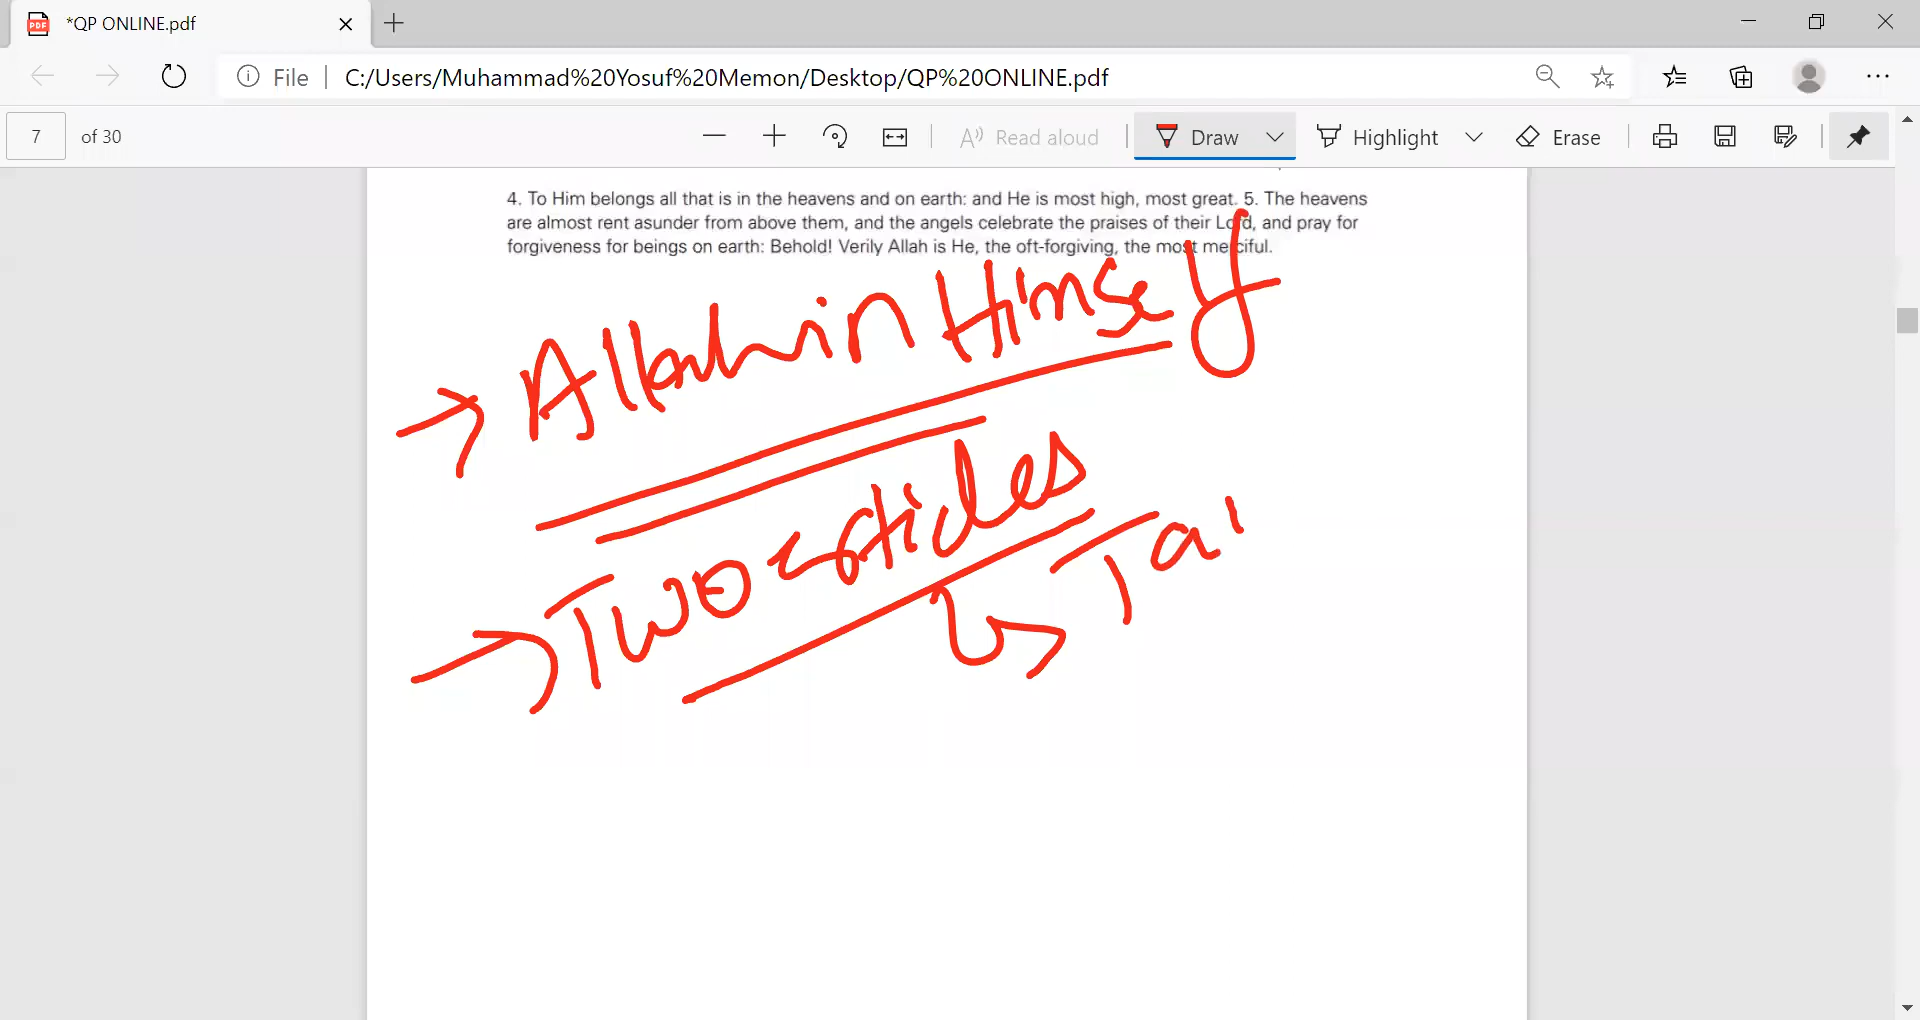 *QP ONLINE.pdf
File | C:/Users/Muhammad%20Yosuf%20Memon/Desktop/QP%20ONLINE.pdf
7 of 30 Read aloud Draw Highlight Erase
4. To Him belongs all that is in the heavens and on earth: and He is most high, most great. 5. The heavens
are almost rent asunder from above them, and the angels celebrate the praises of their Lord, and pray for
forgiveness for beings on earth: Behold! Verily Allah is He, the oft-forgiving, the most merciful.
→ Allah in Himself
→ Two
Ta